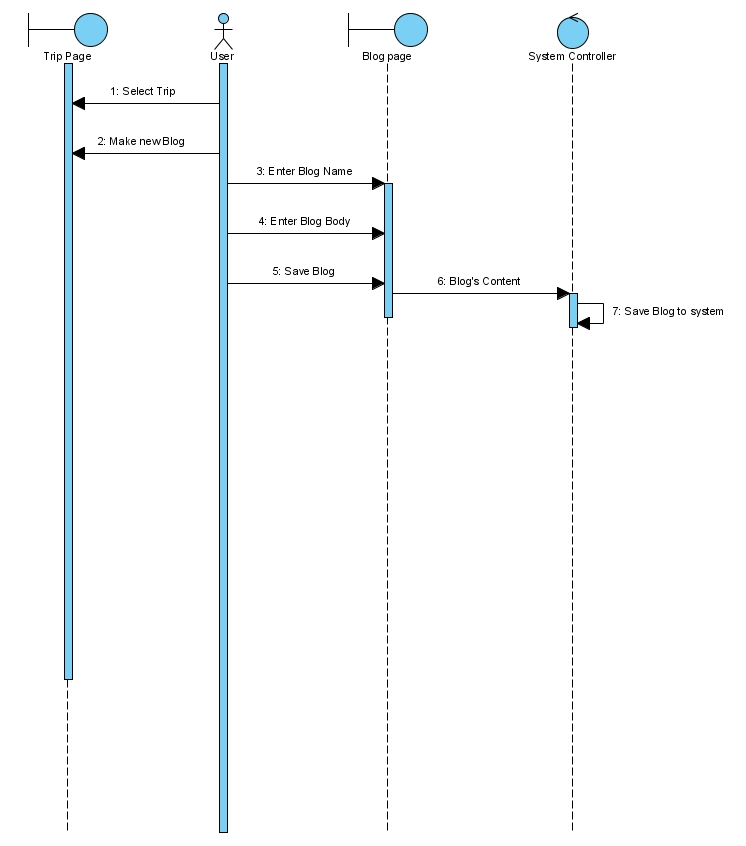 Trip Page
User
Blog page
System Controller
1: Select Trip
2: Make new Blog
3: Enter Blog Name
4: Enter Blog Body
5: Save Blog
6: Blog's Content
7: Save Blog to system